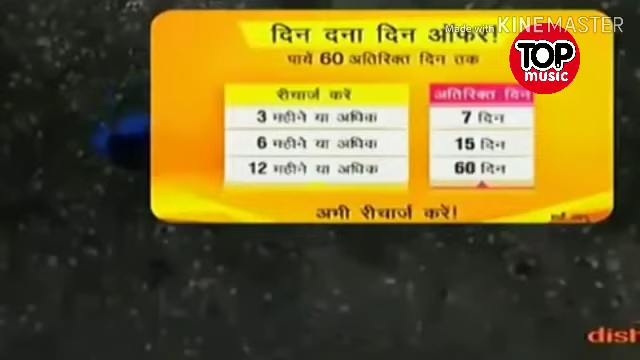 दिन दना दिन ऑफर!
Made with KINEMASTER
पायें 60 अतिरिक्त दिन तक
TOP
music
रीचार्ज करें अतिरिक्त दिन
3 महीने या अधिक 7 दिन
6 महीने या अधिक 15 दिन
12 महीने या अधिक 60 दिन
अभी रीचार्ज करें!
dish